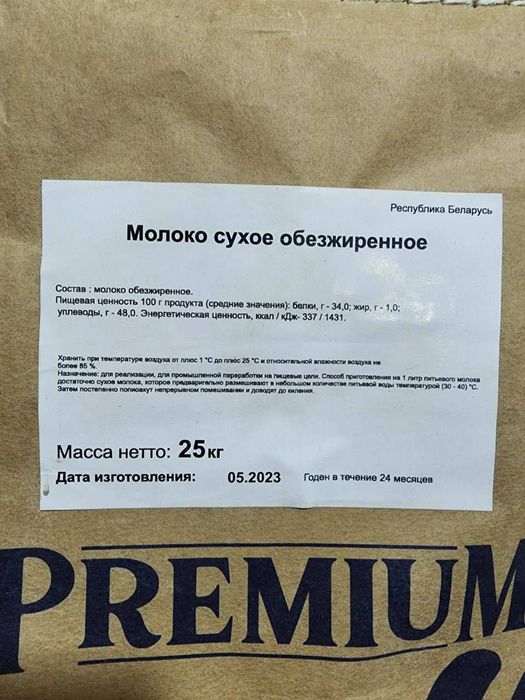 Республика Беларусь
Молоко сухое обезжиренное
Состав : молоко обезжиренное.
Пищевая ценность 100 г продукта (средние значения): белки, г - 34,0; жир, г - 1,0;
углеводы, г - 48,0. Энергетическая ценность, ккал / кДж- 337 / 1431.
Хранить при температуре воздуха от плюс 1 °С до плюс 25 °С и относительной влажности воздуха не
более 85 %.
Назначение: для реализации, для промышленной переработки на пищевые цели. Способ приготовления на 1 литр питьевого молока
достаточно сухое молока, которое предварительно размешивают в небольшом количестве питьевой воды температурой (30 - 40) °С.
Затем постепенно непрерывном помешивании и доводят до кипения.
Масса нетто: 25кг
Дата изготовления: 05.2023 Годен в течение 24 месяцев
PREMIUM